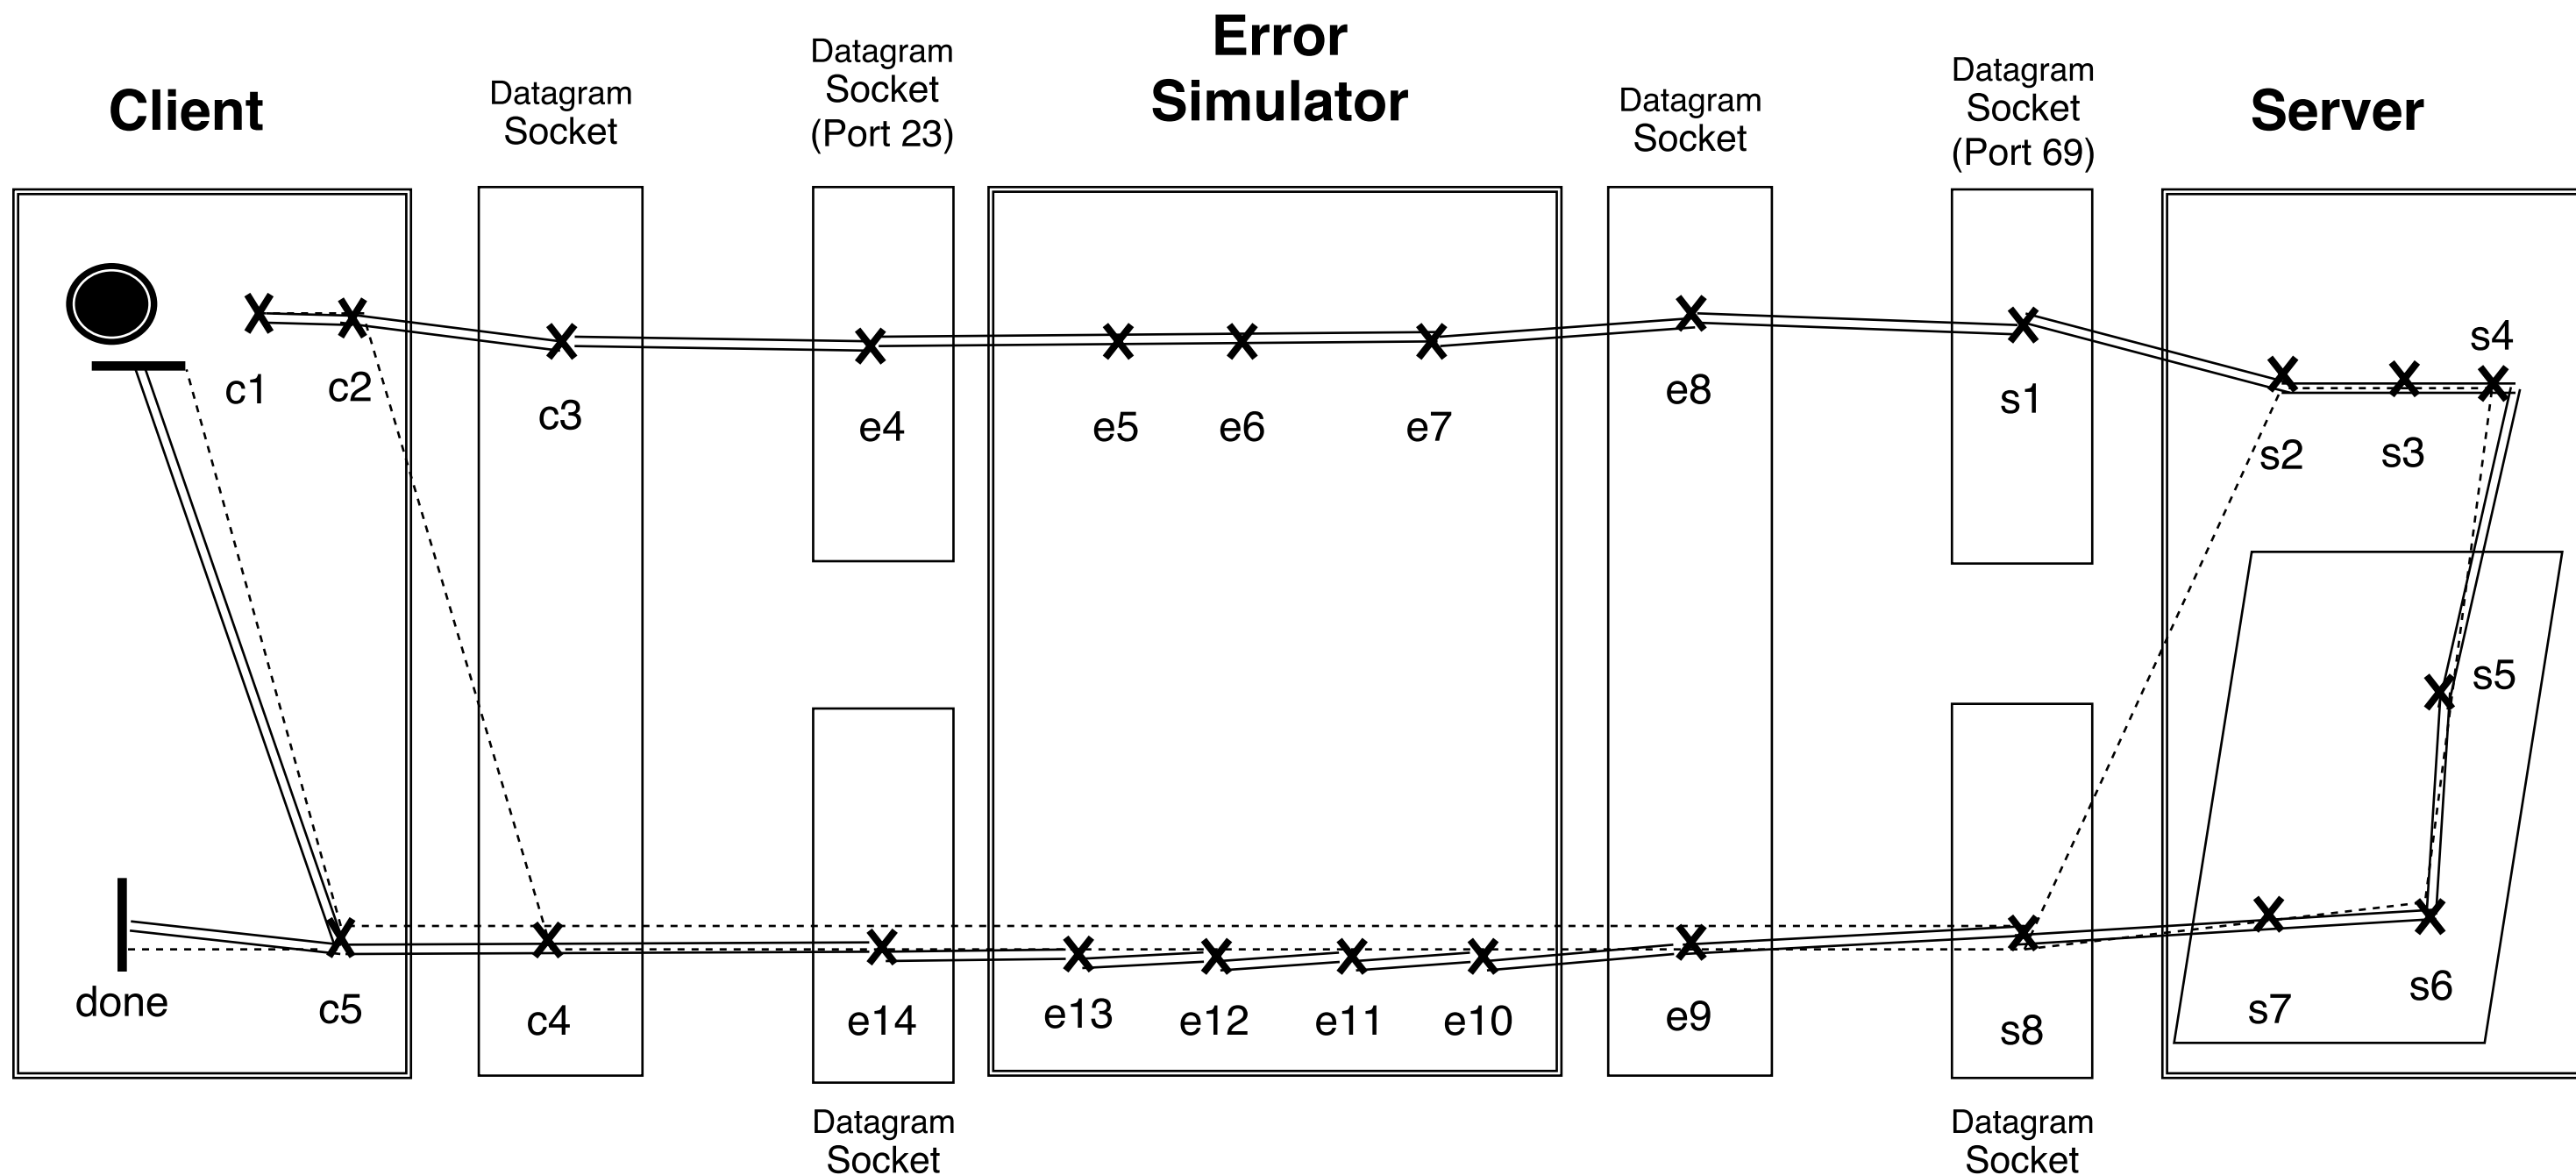 Error
Simulator
Client
Datagram
Socket
Datagram
Socket
(Port 23)
Datagram
Socket
Datagram
Socket
(Port 69)
Server
c1
c2
c3
e4
e5
e6
e7
e8
s1
s2
s3
s4
s5
done
c5
c4
e14
e13
e12
e11
e10
e9
s8
s7
s6
Datagram
Socket
Datagram
Socket